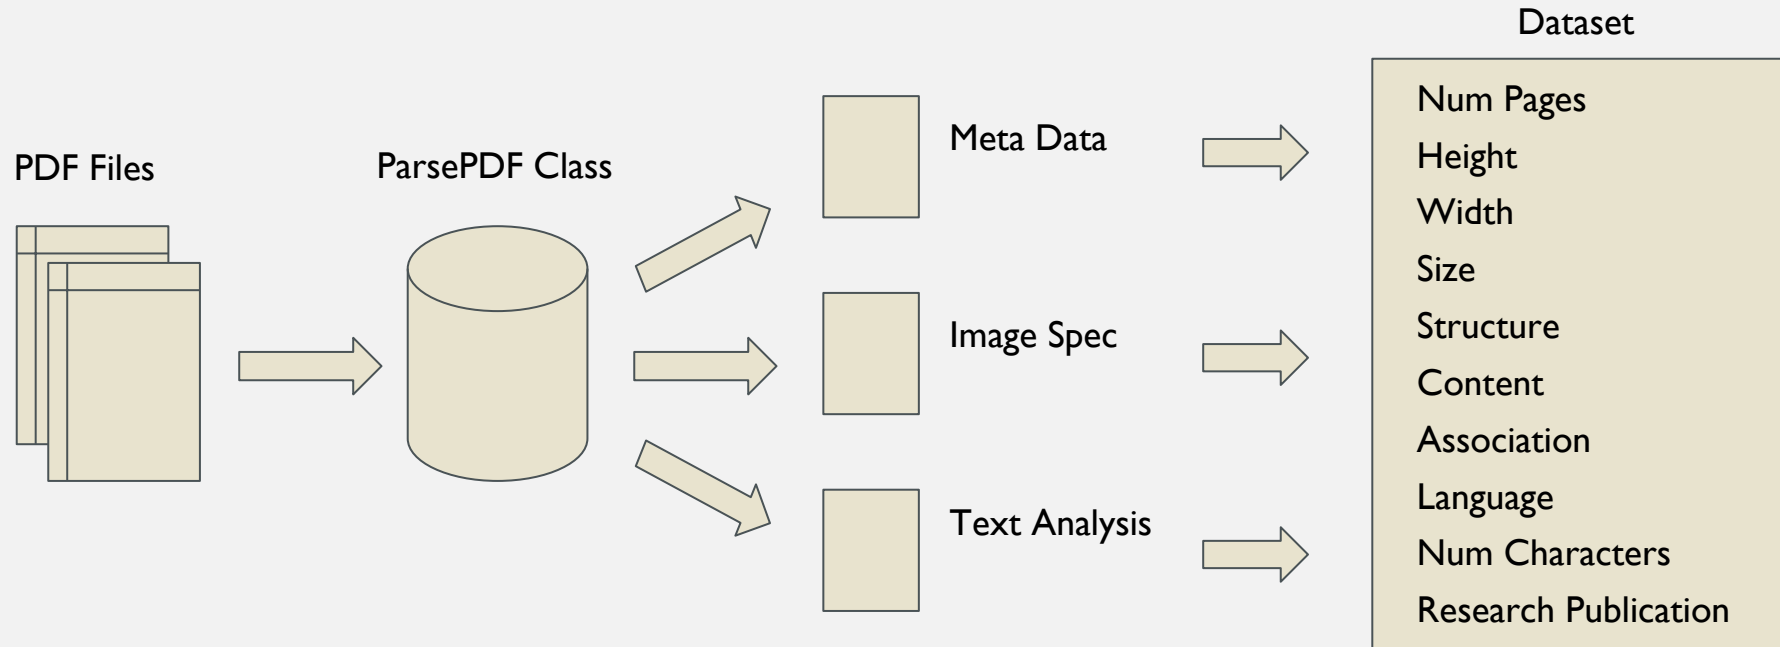 PDF Files
ParsePDF Class
Meta Data
Image Spec
Text Analysis
Dataset
Num Pages
Height
Width
Size
Structure
Content
Association
Language
Num Characters
Research Publication